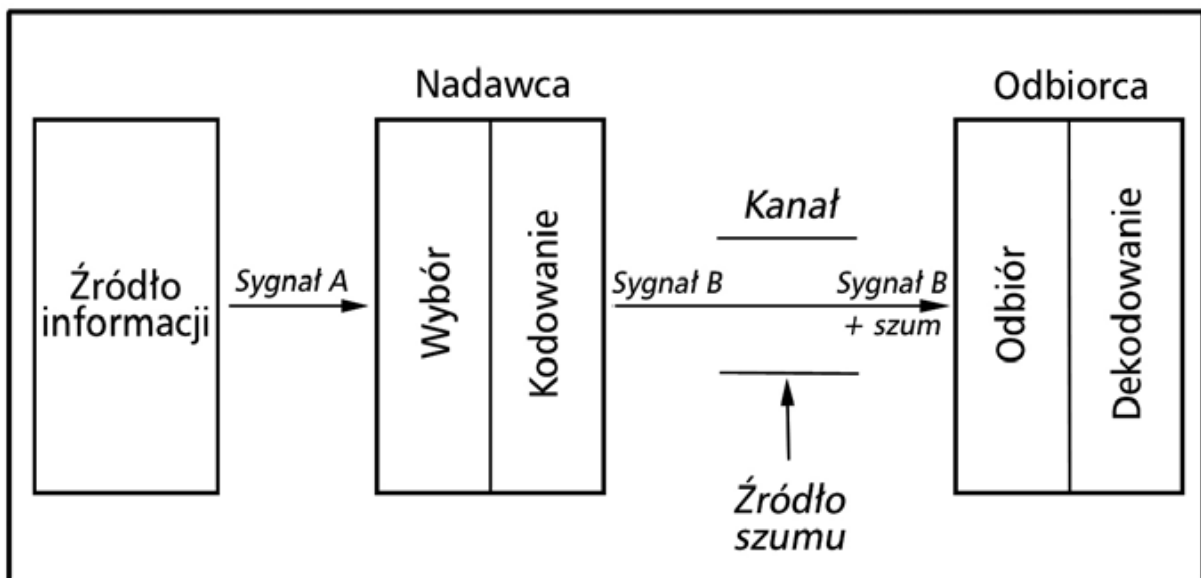 Nadawca
Odbiorca
Źródło
informacji
Sygnał A
Wybór
Kodowanie
Kanał
Sygnał B
Sygnał B
+ szum
Źródło
szumu
Odbiór
Dekodowanie